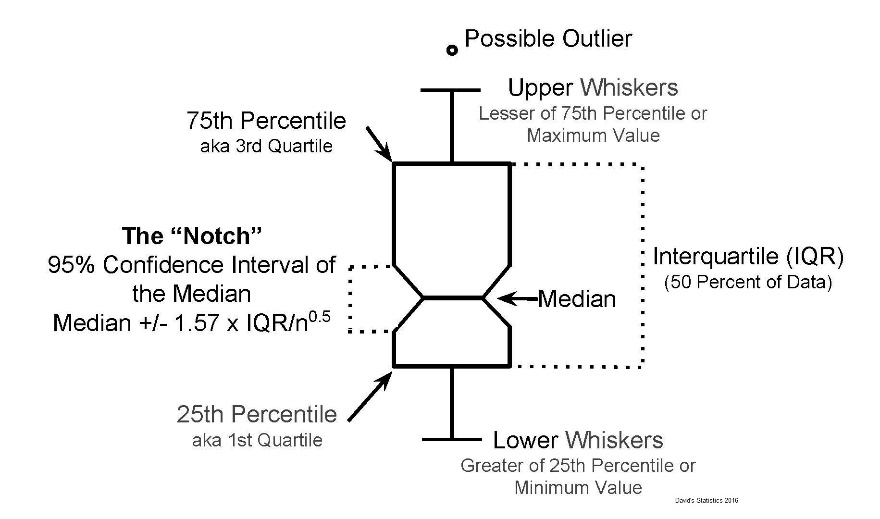 Possible Outlier
Upper Whiskers
Lesser of 75th Percentile or
Maximum Value
75th Percentile
aka 3rd Quartile
The “Notch”
95% Confidence Interval of
the Median
Median +/- 1.57 x IQR/n^0.5
Interquartile (IQR)
(50 Percent of Data)
Median
25th Percentile
aka 1st Quartile
Lower Whiskers
Greater of 25th Percentile or
Minimum Value
David's Statistics 2016